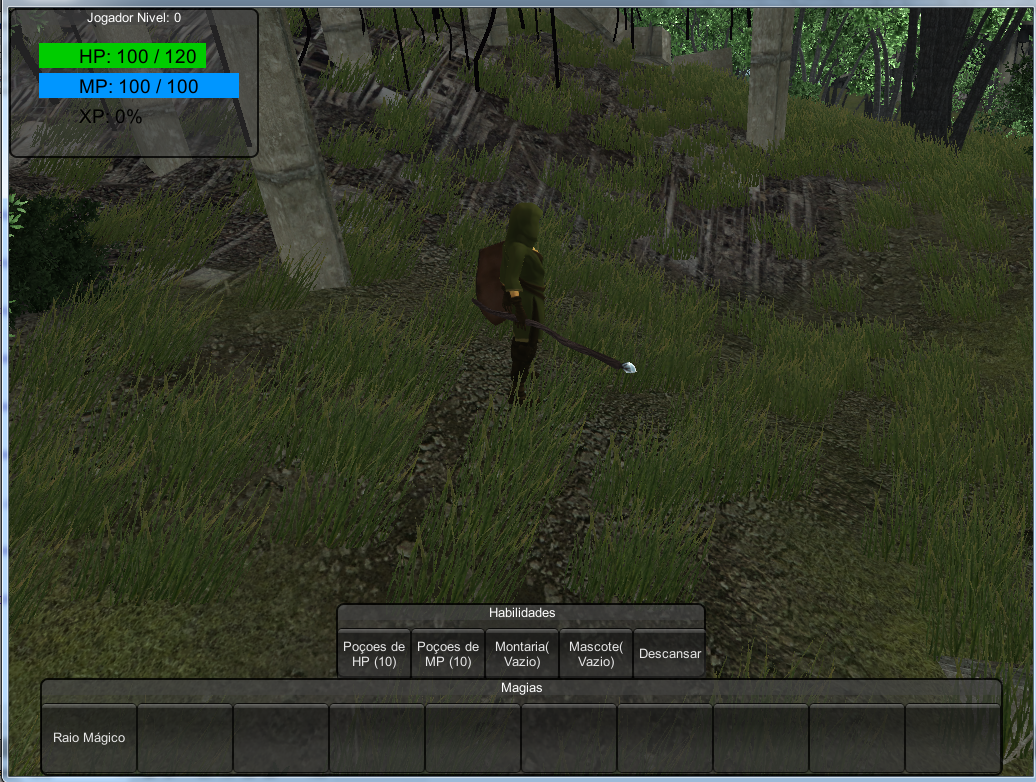 Jogador Nivel: 0
HP: 100 / 120
MP: 100 / 100
XP: 0%
Habilidades
Poçoes de
HP (10)
Poçoes de
MP (10)
Montaria(
Vazio)
Mascote(
Vazio)
Descansar
Magias
Raio Mágico